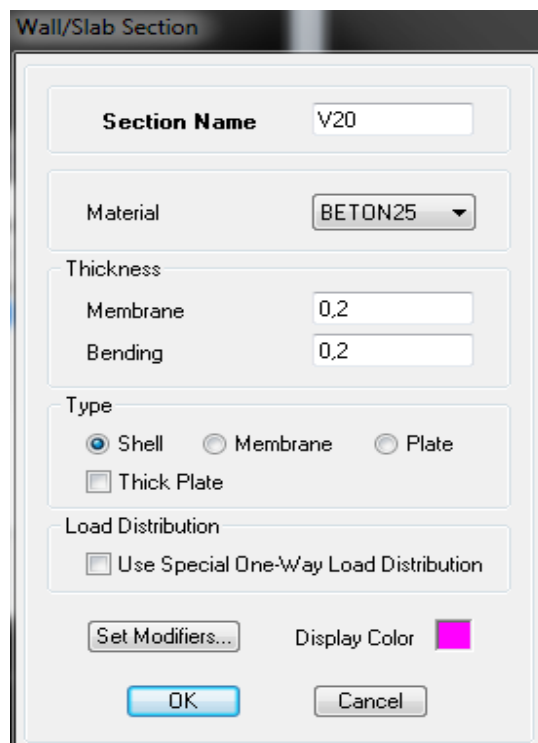 Wall/Slab Section
Section Name V20
Material BETON25
Thickness
Membrane 0,2
Bending 0,2
Type
Shell Membrane Plate
Thick Plate
Load Distribution
Use Special One-Way Load Distribution
Set Modifiers... Display Color
OK Cancel